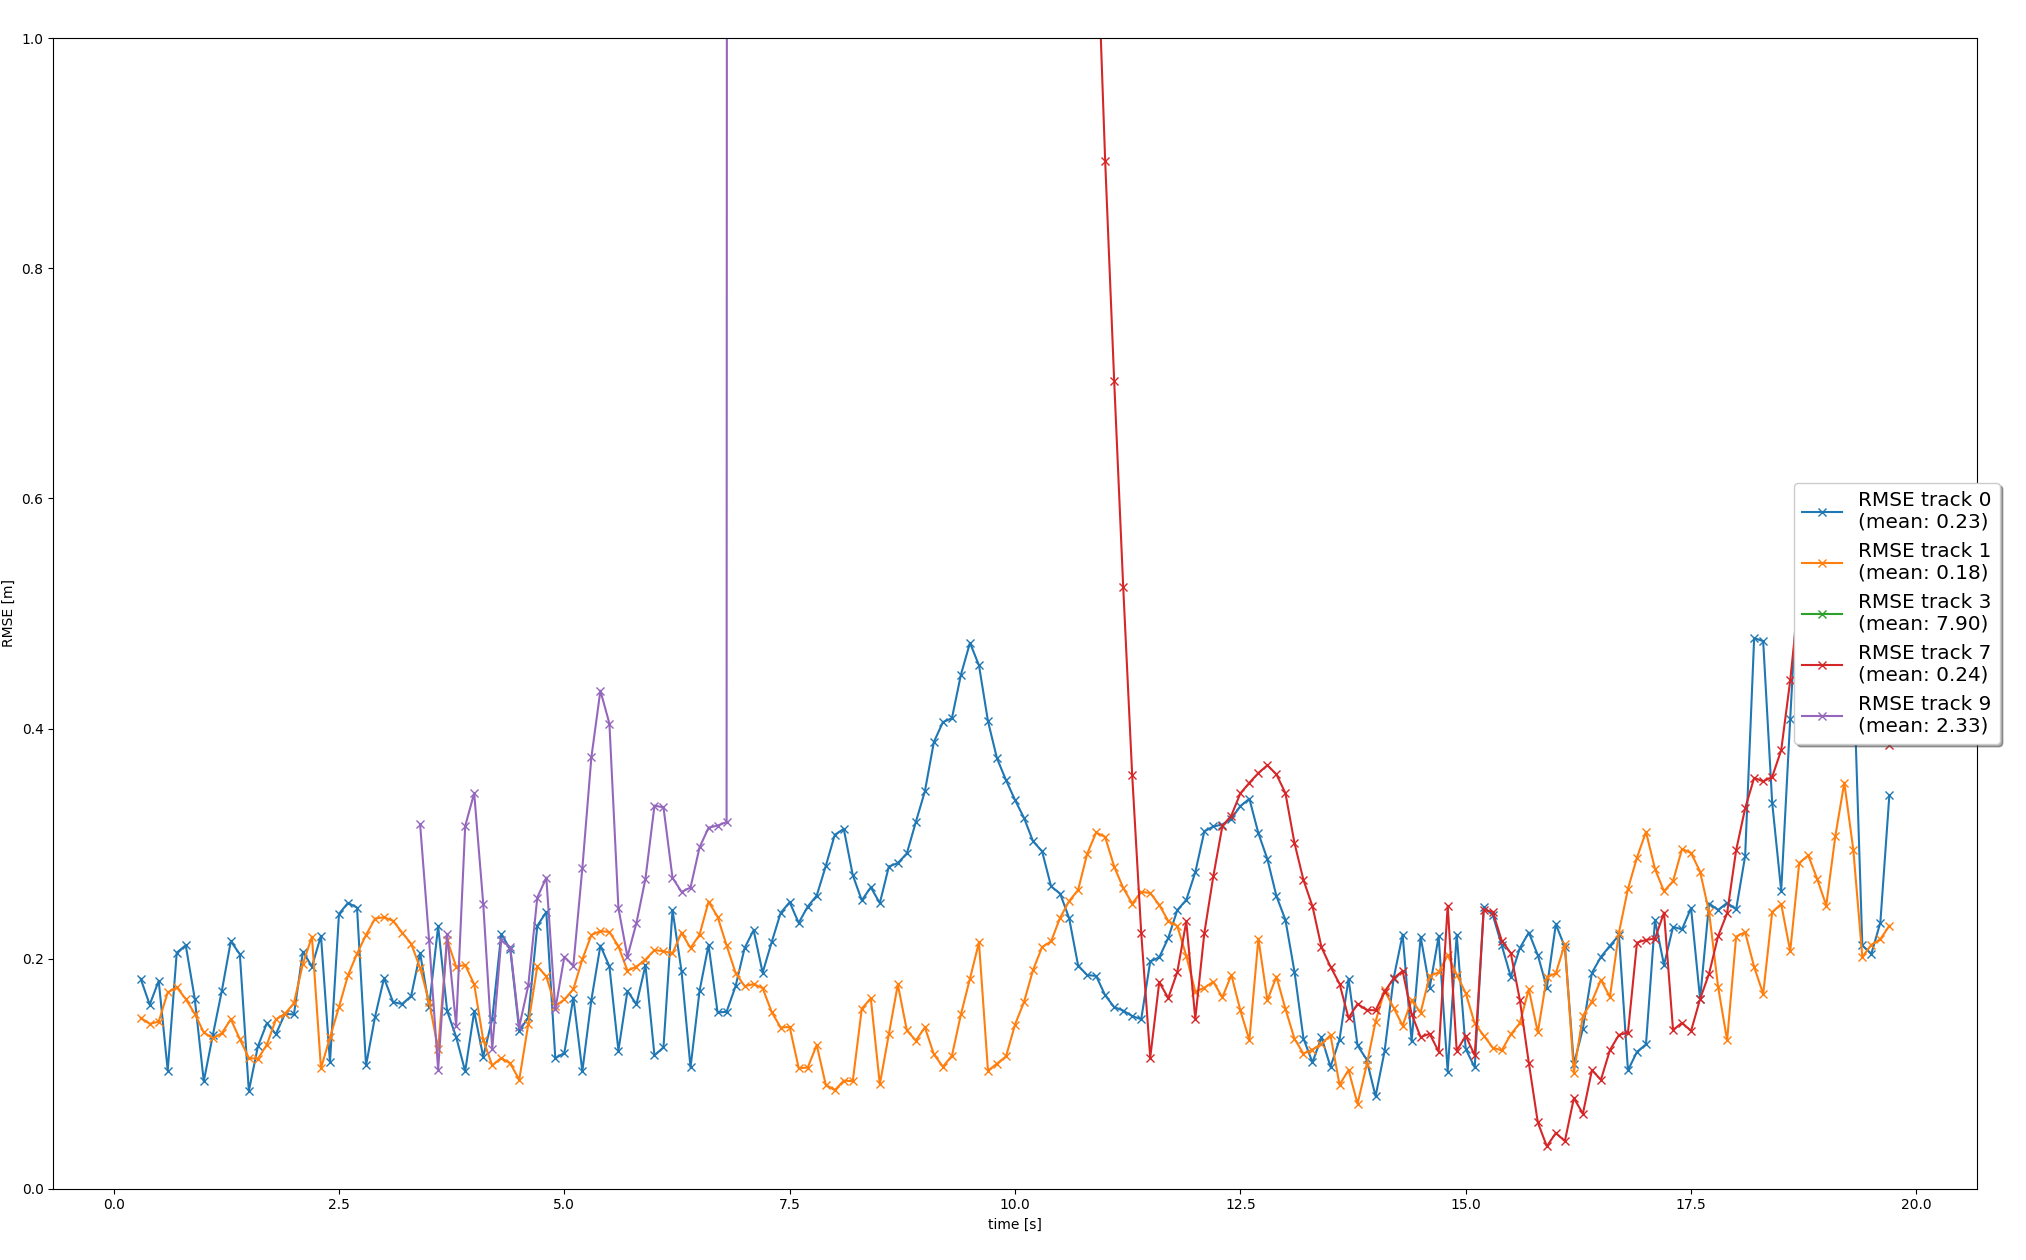 1.0
0.8
0.6
0.4
0.2
0.0
RMSE [m]
0.0 2.5 5.0 7.5 10.0 12.5 15.0 17.5 20.0
time [s]
RMSE track 0
(mean: 0.23)
RMSE track 1
(mean: 0.18)
RMSE track 3
(mean: 7.90)
RMSE track 7
(mean: 0.24)
RMSE track 9
(mean: 2.33)